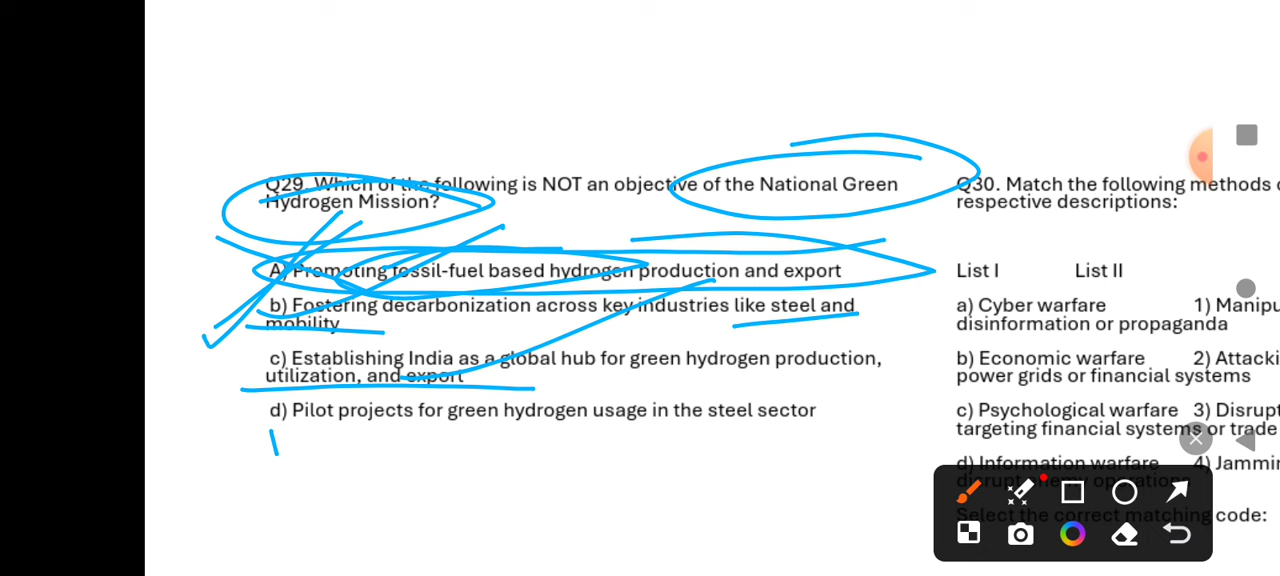 Q29. Which of the following is NOT an objective of the National Green
Hydrogen Mission?
A) Promoting fossil-fuel based hydrogen production and export
b) Fostering decarbonization across key industries like steel and
mobility
c) Establishing India as a global hub for green hydrogen production,
utilization, and export
d) Pilot projects for green hydrogen usage in the steel sector
Q30. Match the following methods
respective descriptions:
List I List II
a) Cyber warfare 1)
disinformation or propaganda
b) Economic warfare 2)
power grids or financial systems
c) Psychological warfare 3)
targeting financial systems or trade
d) Information warfare 4)
disrupt enemy operations
Select the correct matching code: